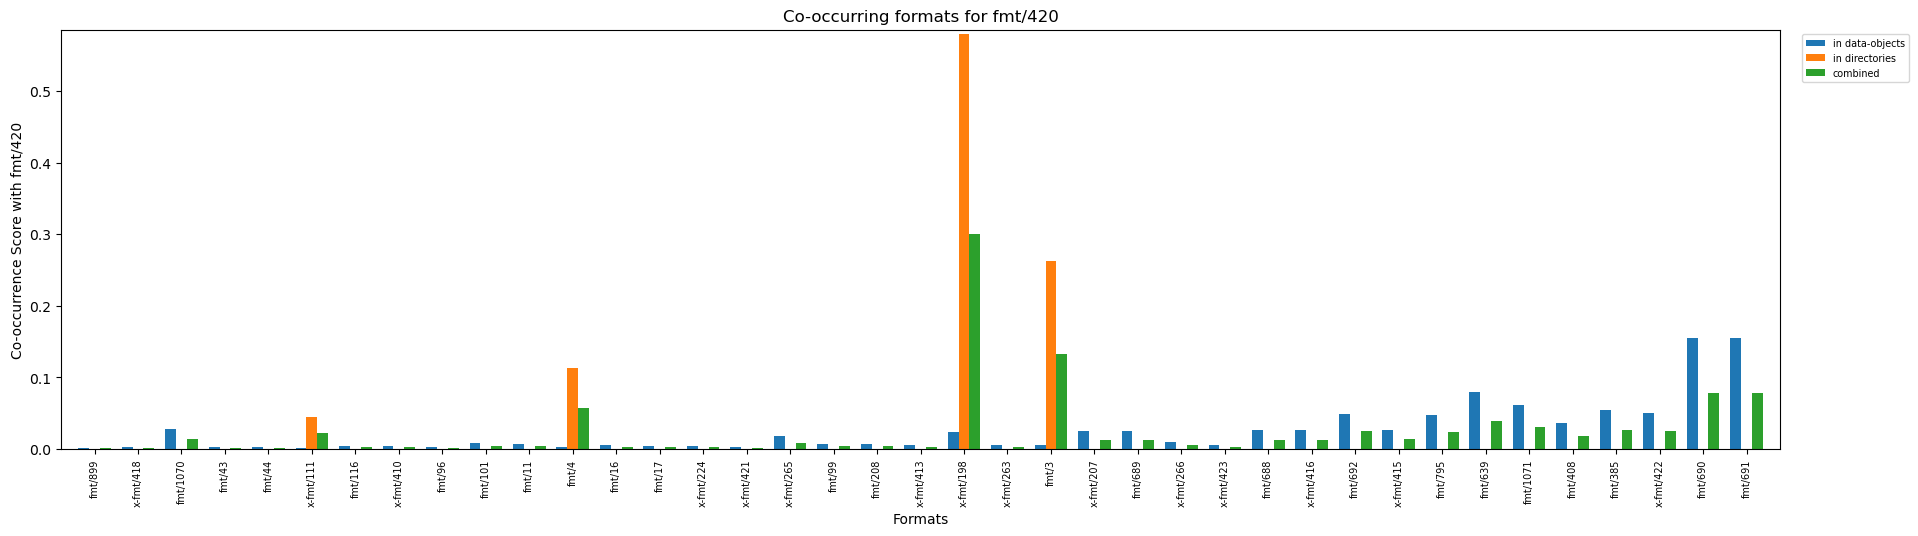 Co-occurring formats for fmt/420
in data-objects
in directories
combined
Co-occurrence Score with fmt/420
0.5
0.4
0.3
0.2
0.1
0.0
fmt/899
x-fmt/418
fmt/1070
fmt/43
fmt/44
x-fmt/111
fmt/116
x-fmt/410
fmt/96
fmt/101
fmt/11
fmt/4
fmt/16
fmt/17
x-fmt/224
x-fmt/421
x-fmt/265
fmt/99
fmt/208
x-fmt/413
x-fmt/198
x-fmt/263
fmt/3
x-fmt/207
fmt/689
x-fmt/266
x-fmt/423
fmt/688
x-fmt/416
fmt/692
x-fmt/415
fmt/795
fmt/639
fmt/1071
fmt/408
fmt/385
x-fmt/422
fmt/690
fmt/691
Formats